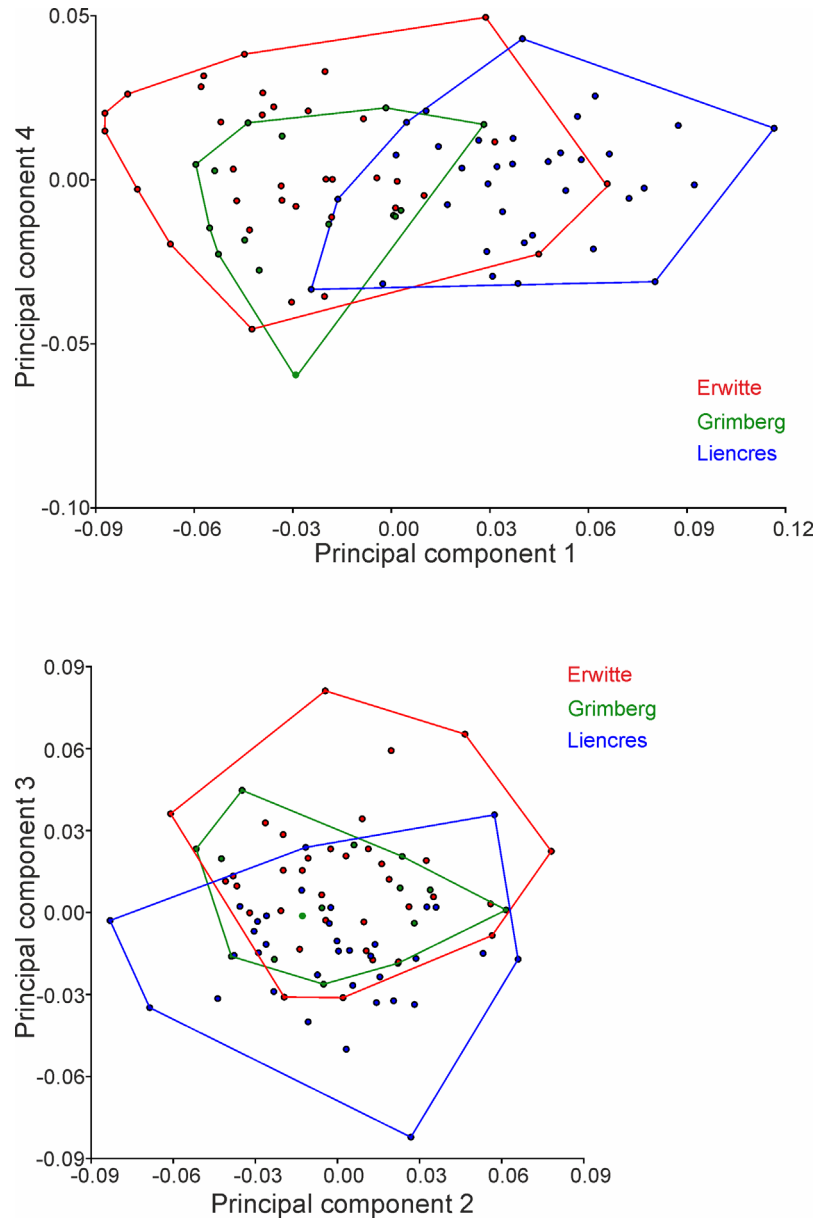 0.05
0.00
-0.05
-0.10
Principal component 4
Erwitte
Grimberg
Liencres
-0.09 -0.06 -0.03 0.00 0.03 0.06 0.09 0.12
Principal component 1
0.09
0.06
0.03
0.00
-0.03
-0.06
-0.09
Principal component 3
Erwitte
Grimberg
Liencres
-0.09 -0.06 -0.03 0.00 0.03 0.06 0.09
Principal component 2